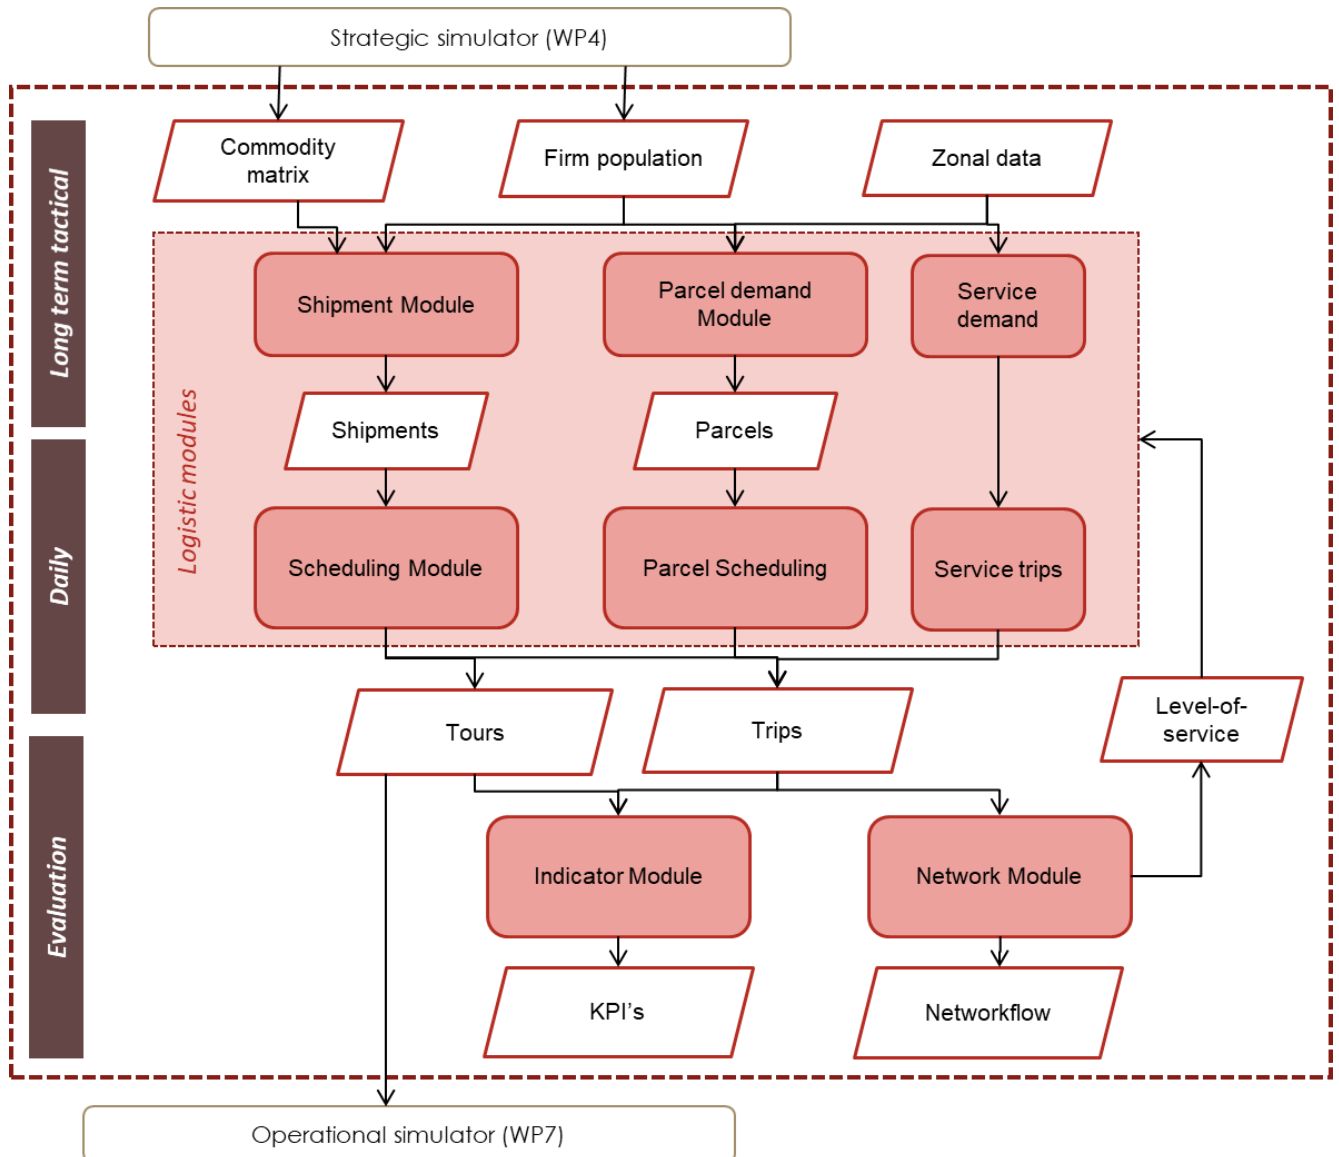 Strategic simulator (WP4)
Long term tactical
Commodity
matrix
Firm population
Zonal data
Logistic modules
Shipment Module
Parcel demand
Module
Service
demand
Shipments
Parcels
Daily
Scheduling Module
Parcel Scheduling
Service trips
Tours
Trips
Level-of-
service
Evaluation
Indicator Module
Network Module
KPI's
Networkflow
Operational simulator (WP7)